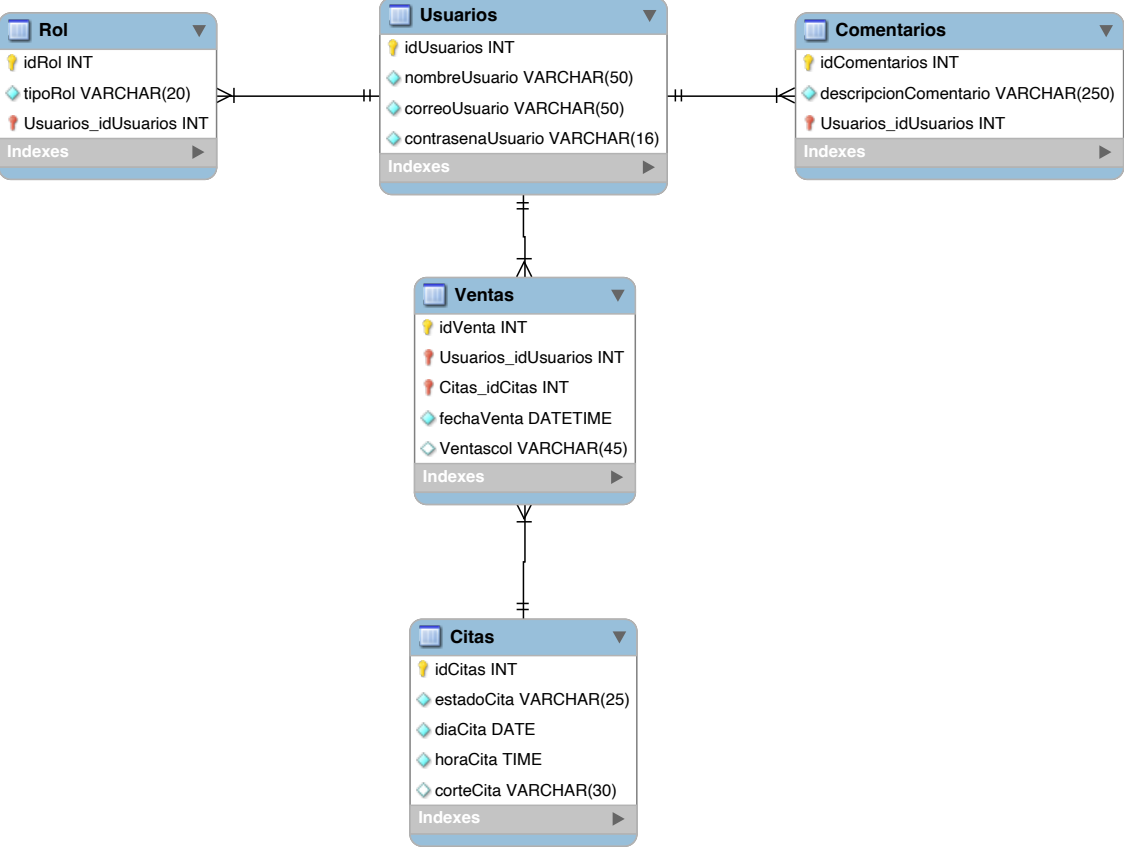 Rol
idRol INT
tipoRol VARCHAR(20)
Usuarios_idUsuarios INT
Indexes
Usuarios
idUsuarios INT
nombreUsuario VARCHAR(50)
correoUsuario VARCHAR(50)
contrasenaUsuario VARCHAR(16)
Indexes
Comentarios
idComentarios INT
descripcionComentario VARCHAR(250)
Usuarios_idUsuarios INT
Indexes
Ventas
idVenta INT
Usuarios_idUsuarios INT
Citas_idCitas INT
fechaVenta DATETIME
Ventascol VARCHAR(45)
Indexes
Citas
idCitas INT
estadoCita VARCHAR(25)
diaCita DATE
horaCita TIME
corteCita VARCHAR(30)
Indexes